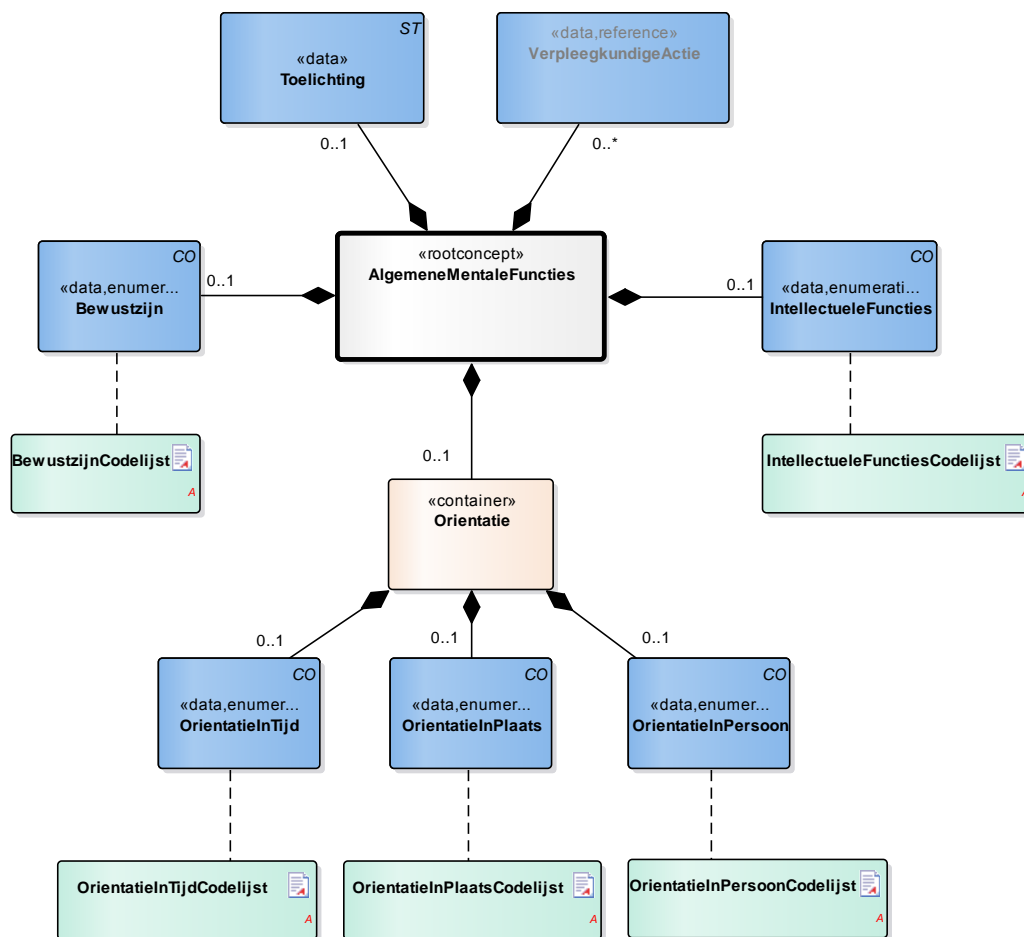 ST
«data»
Toelichting
«data,reference»
VerpleegkundigeActie
0..1
0..*
«rootconcept»
AlgemeneMentaleFuncties
CO
«data,enumer...
Bewustzijn
0..1
CO
«data,enumerati...
IntellectueleFuncties
0..1
BewustzijnCodelijst
A
IntellectueleFunctiesCodelijst
A
0..1
«container»
Orientatie
0..1
0..1
0..1
CO
«data,enumer...
OrientatieInTijd
CO
«data,enumer...
OrientatieInPlaats
CO
«data,enumer...
OrientatieInPersoon
OrientatieInTijdCodelijst
A
OrientatieInPlaatsCodelijst
A
OrientatieInPersoonCodelijst
A